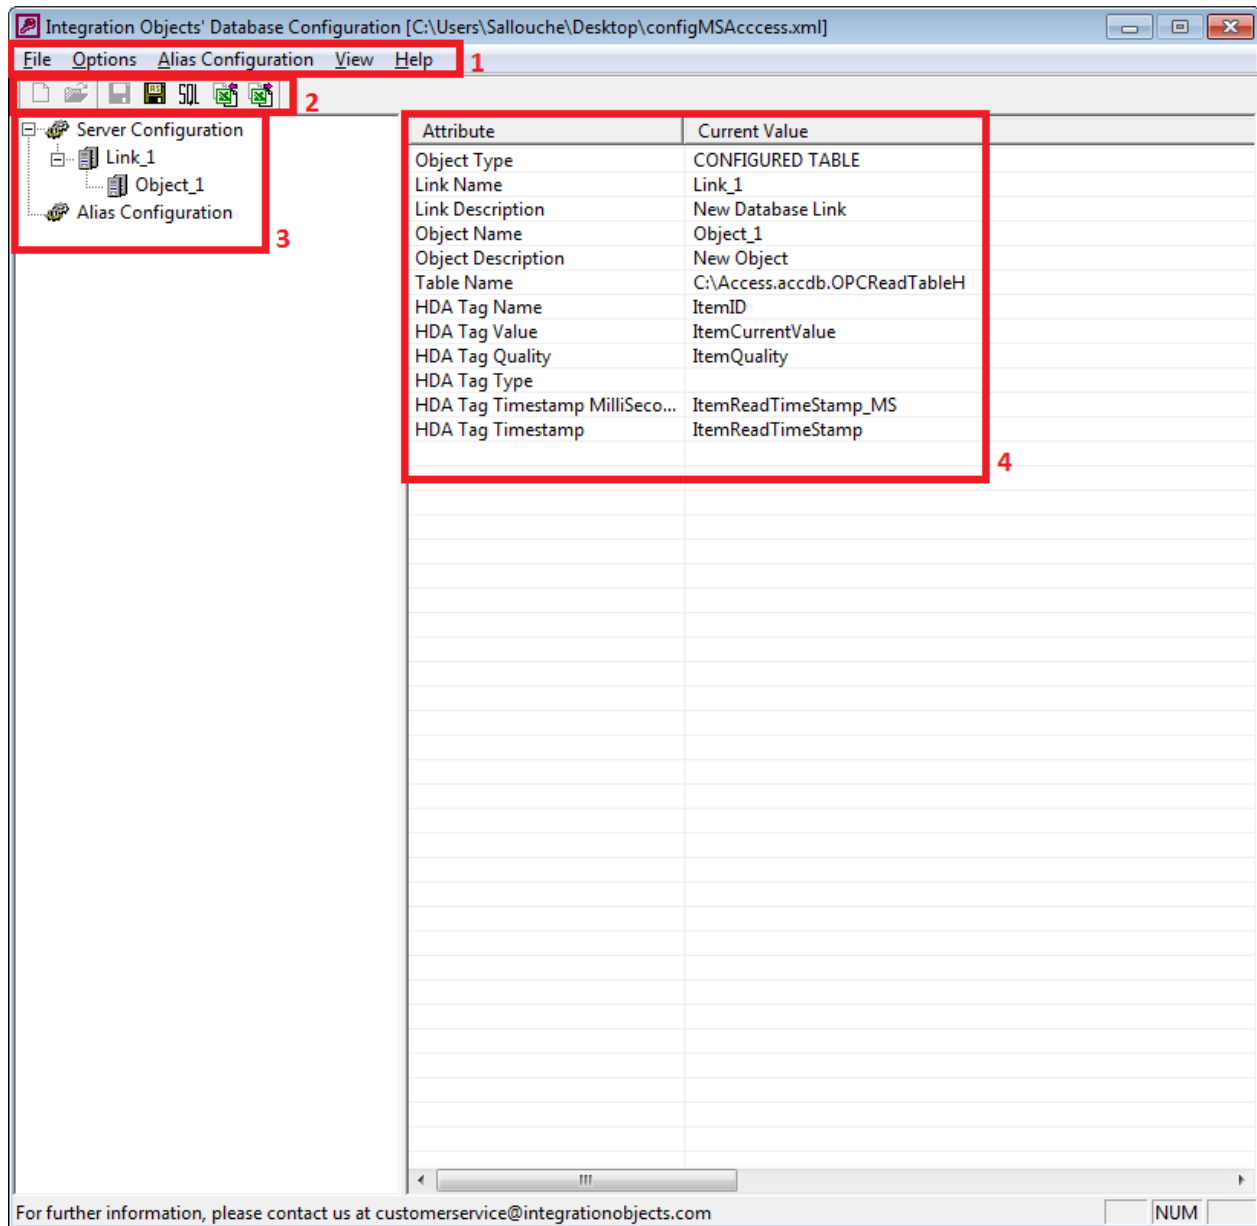 Integration Objects' Database Configuration [C:\Users\Sallouche\Desktop\configMSAcccess.xml]
File Options Alias Configuration View Help 1
SQL 2
Server Configuration
Link_1
Object_1
Alias Configuration
3
Attribute Current Value
Object Type CONFIGURED TABLE
Link Name Link_1
Link Description New Database Link
Object Name Object_1
Object Description New Object
Table Name C:\Access.accdb.OPCReadTableH
HDA Tag Name ItemID
HDA Tag Value ItemCurrentValue
HDA Tag Quality ItemQuality
HDA Tag Type
HDA Tag Timestamp MilliSeco... ItemReadTimeStamp_MS
HDA Tag Timestamp ItemReadTimeStamp
4
For further information, please contact us at customerservice@integrationobjects.com NUM